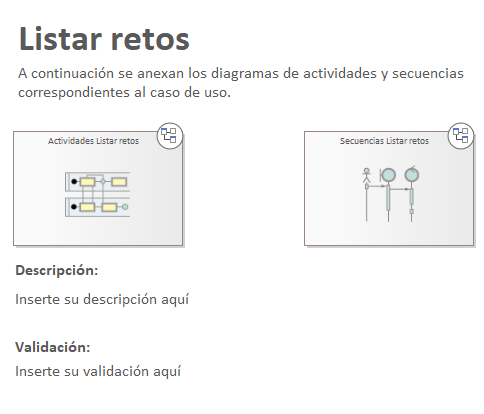 Listar retos
A continuación se anexan los diagramas de actividades y secuencias
correspondientes al caso de uso.
Actividades Listar retos
Secuencias Listar retos
Descripción:
Inserte su descripción aquí
Validación:
Inserte su validación aquí